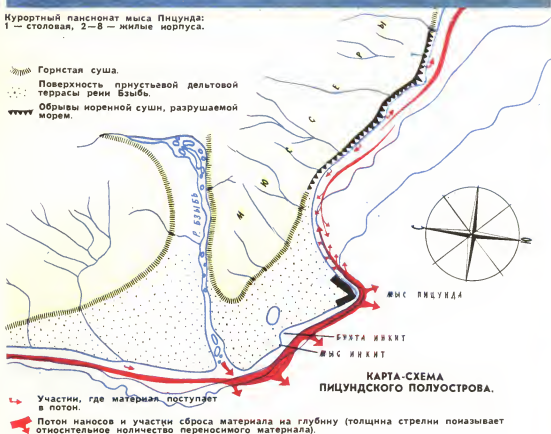 Курортный пансионат мыса Пицунда:
1 — столовая, 2—8 — жилые корпуса.
Гористая суша.
Поверхность приустьевой дельтовой
террасы реки Бзыбь.
Обрывы коренной суши, разрушаемой
морем.
Р. БЗЫБЬ
МЮССЕРА
С
Ю
МЫС ПИЦУНДА
БУХТА ИНКИТ
МЫС ИНКИТ
КАРТА-СХЕМА
ПИЦУНДСКОГО ПОЛУОСТРОВА.
Участки, где материал поступает
в поток.
Поток наносов и участки сброса материала на глубину (толщина стрелки показывает
относительное количество переносимого материала).